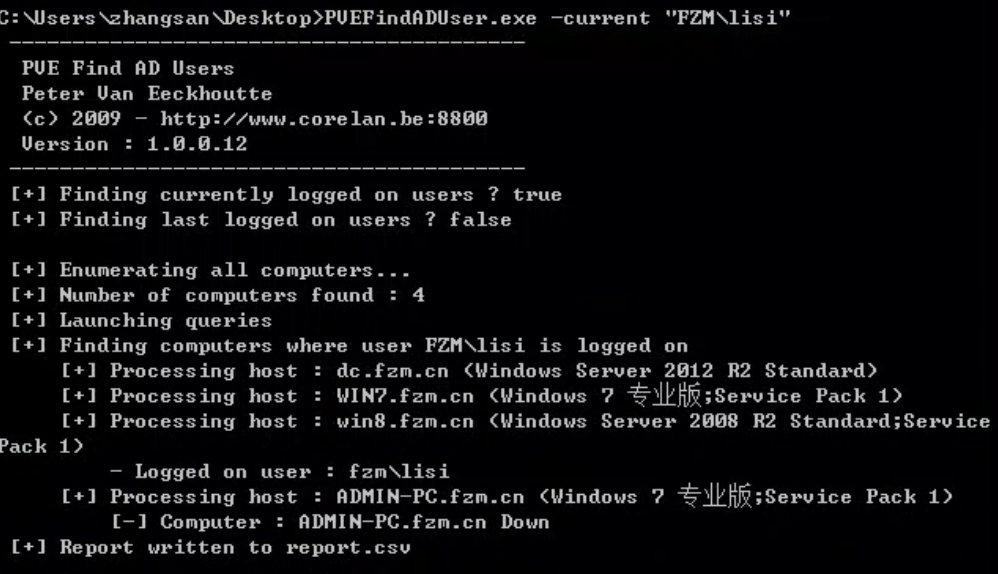 C:\Users\zhangsan\Desktop>PVEFindADUser.exe -current "FZM\lisi"
-----------------------------------------
PVE Find AD Users
Peter Van Eeckhoutte
(c) 2009 - http://www.corelan.be:8800
Version : 1.0.0.12
-----------------------------------------
[+] Finding currently logged on users ? true
[+] Finding last logged on users ? false
[+] Enumerating all computers...
[+] Number of computers found : 4
[+] Launching queries
[+] Finding computers where user FZM\lisi is logged on
[+] Processing host : dc.fzm.cn (Windows Server 2012 R2 Standard)
[+] Processing host : WIN7.fzm.cn (Windows 7 专业版;Service Pack 1)
[+] Processing host : win8.fzm.cn (Windows Server 2008 R2 Standard;Service
Pack 1)
- Logged on user : fzm\lisi
[+] Processing host : ADMIN-PC.fzm.cn (Windows 7 专业版;Service Pack 1)
[-] Computer : ADMIN-PC.fzm.cn Down
[+] Report written to report.csv